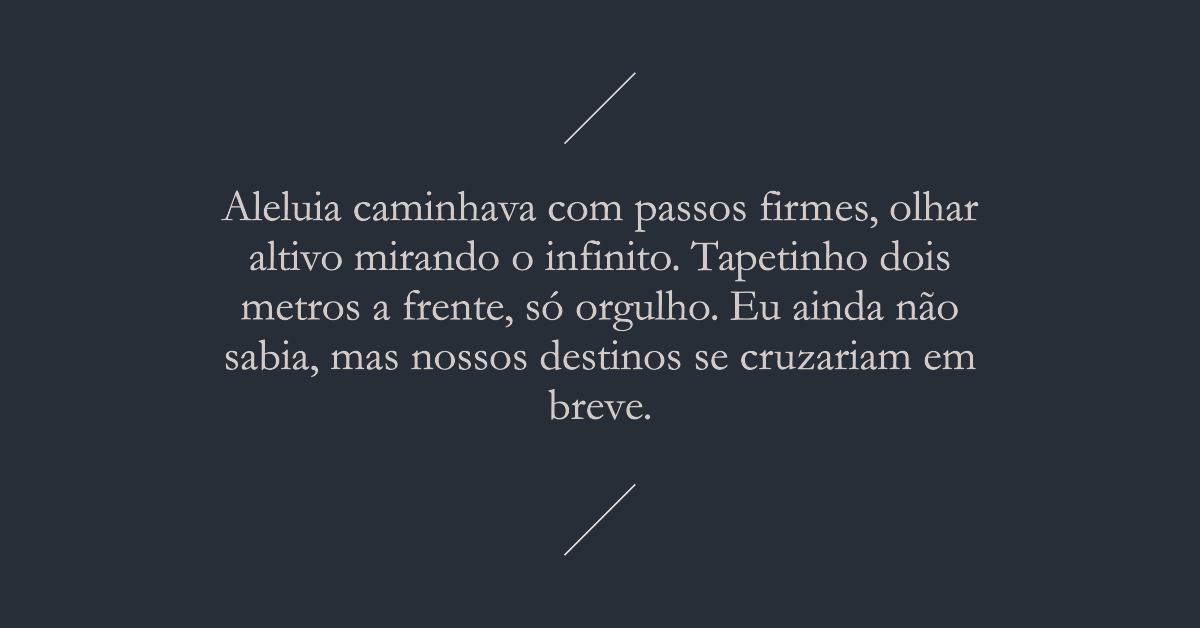 Aleluia caminhava com passos firmes, olhar
altivo mirando o infinito. Tapetinho dois
metros a frente, só orgulho. Eu ainda não
sabia, mas nossos destinos se cruzariam em
breve.